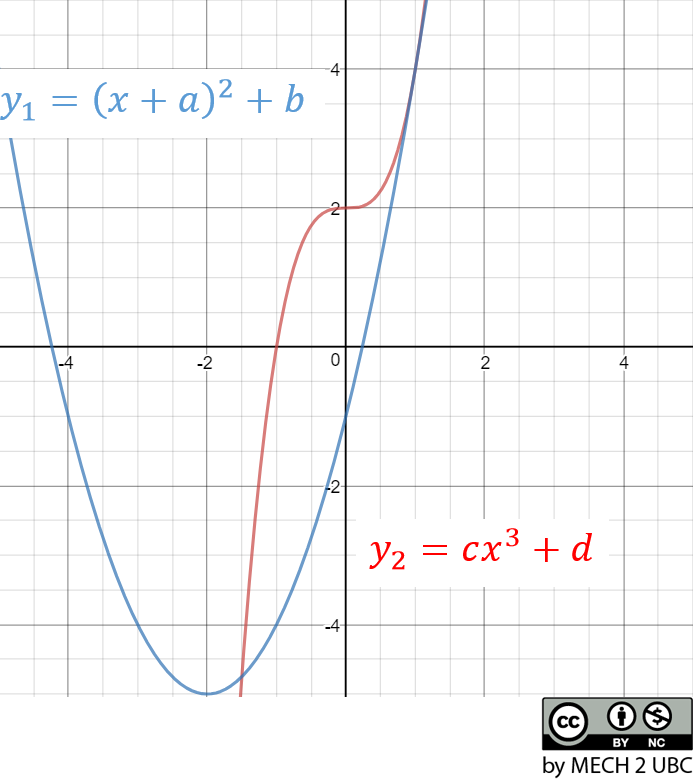 4
y₁ = (x + a)² + b
2
-4 -2 0 2 4
-2
y₂ = cx³ + d
-4
cc
BY NC
by MECH 2 UBC